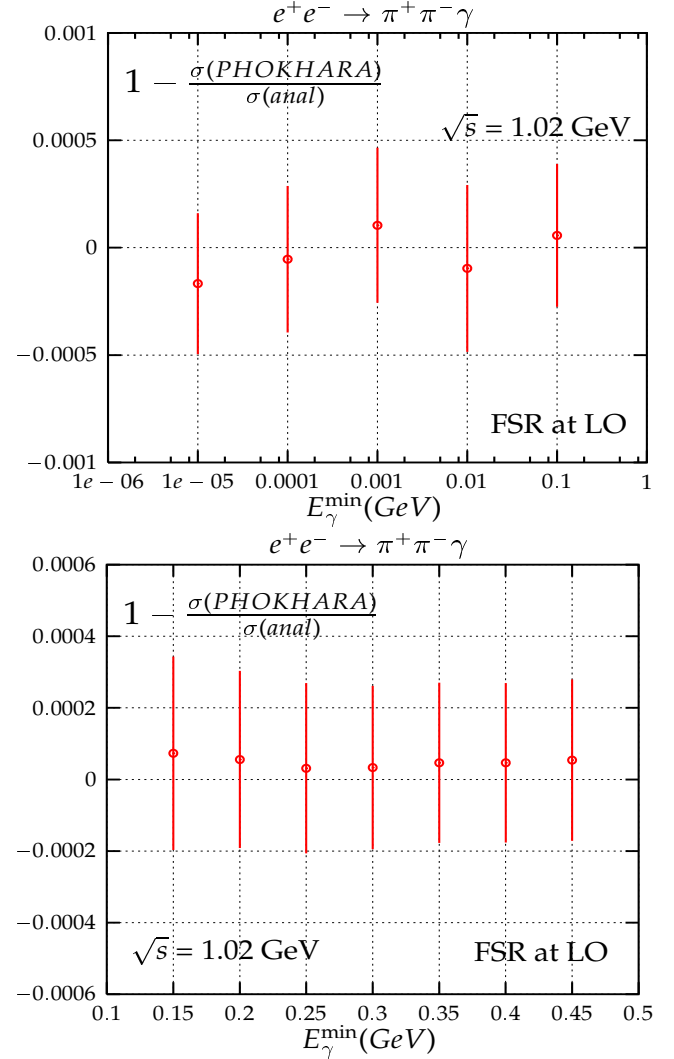 e⁺e⁻ → π⁺π⁻γ
0.001
1 − σ(PHOKHARA)/σ(anal)
√s = 1.02 GeV
0.0005
0
−0.0005
FSR at LO
−0.001
1e−06 1e−05 0.0001 0.001 0.01 0.1 1
E_γ^min(GeV)
e⁺e⁻ → π⁺π⁻γ
0.0006
1 − σ(PHOKHARA)/σ(anal)
0.0004
0.0002
0
−0.0002
−0.0004
√s = 1.02 GeV FSR at LO
−0.0006
0.1 0.15 0.2 0.25 0.3 0.35 0.4 0.45 0.5
E_γ^min(GeV)